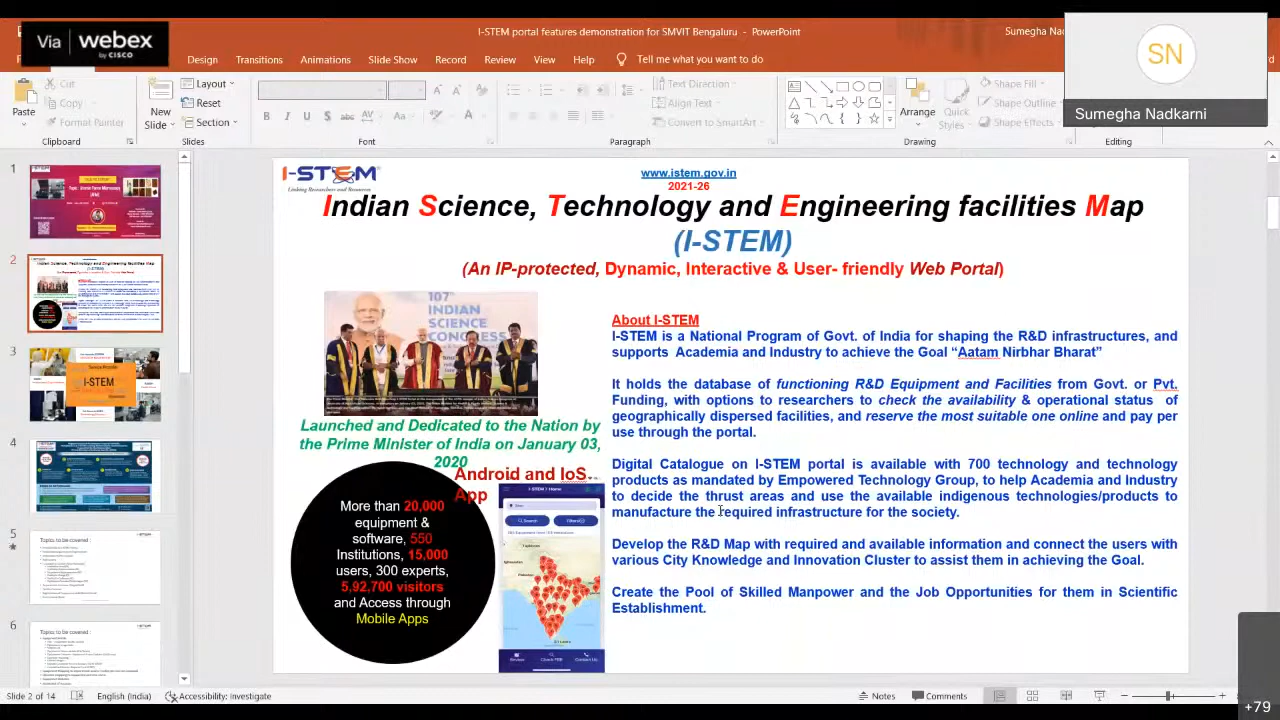 I-STEM portal features demonstration for SMVIT Bengaluru - PowerPoint
Via webex
by CISCO
SN
Sumegha Nadkarni
Design Transitions Animations Slide Show Record Review View Help Tell me what you want to do
Cut
Copy
Format Painter
Clipboard
New
Slide
Layout
Reset
Section
Font
Text Direction
Align Text
Convert to SmartArt
Paragraph
Arrange
Quick
Styles
Shape Outline
Shape Effects
Drawing
Select
Editing
1
2
5
Topics to be covered :
6
Topics to be covered :
I-STEM
Linking Researchers and Resources
www.istem.gov.in
2021-26
Indian Science, Technology and Engineering facilities Map
(I-STEM)
(An IP-protected, Dynamic, Interactive & User- friendly Web Portal)
107th
INDIAN
SCIENCE
CONGRESS
Launched and Dedicated to the Nation by
the Prime Minister of India on January 03,
2020
Android and IoS
App
More than 20,000
equipment &
software, 550
Institutions, 15,000
users, 300 experts,
5,92,700 visitors
and Access through
Mobile Apps
About I-STEM
I-STEM is a National Program of Govt. of India for shaping the R&D infrastructures, and
supports Academia and Industry to achieve the Goal “Aatam Nirbhar Bharat”
It holds the database of functioning R&D Equipment and Facilities from Govt. or Pvt.
Funding, with options to researchers to check the availability & operational status of
geographically dispersed facilities, and reserve the most suitable one online and pay per
use through the portal.
Digital Catalogue on I-STEM portal is available with 700 technology and technology
products as mandated by Empowered Technology Group, to help Academia and Industry
to decide the thrust areas and use the available indigenous technologies/products to
manufacture the required infrastructure for the society.
Develop the R&D Map with required and available information and connect the users with
various City Knowledge and Innovation Cluster to assist them in achieving the Goal.
Create the Pool of Skilled Manpower and the Job Opportunities for them in Scientific
Establishment.
Slide 2 of 14 English (India) Accessibility: Investigate Notes Comments
+79